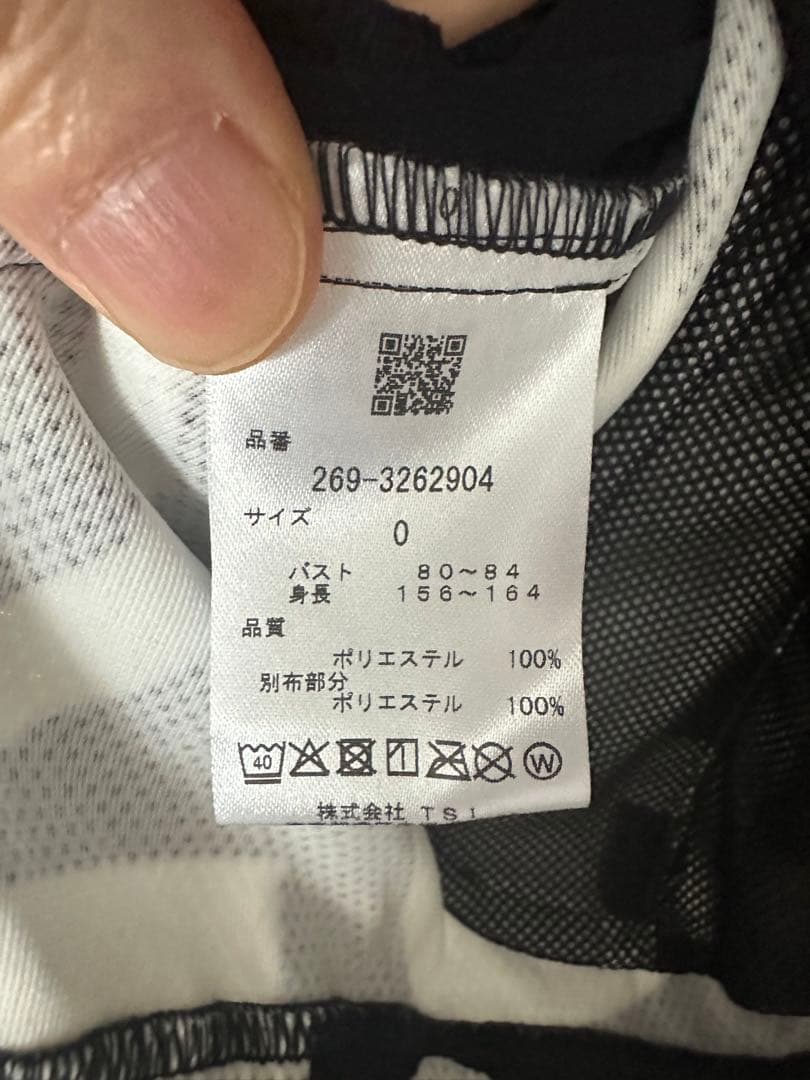 品番
269-3262904
サイズ
0
バスト 80～84
身長 156～164
品質
ポリエステル 100%
別布部分
ポリエステル 100%
40 W
株式会社 TSI